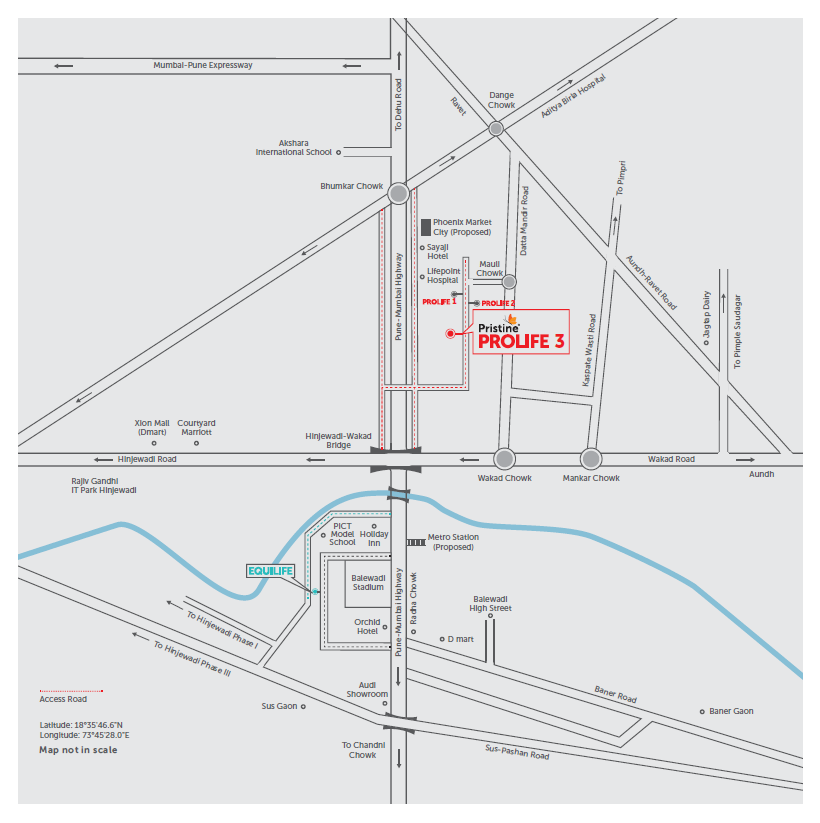 Mumbai-Pune Expressway
To Dehu Road
Ravet
Dange
Chowk
Aditya Birla Hospital
Akshara
International School
Bhumkar Chowk
To Pimpri
Datta Mandir Road
Phoenix Market
City (Proposed)
Sayaji
Hotel
Lifepoint
Hospital
Mauli
Chowk
Pune-Mumbai Highway
PROLIFE 1
PROLIFE 2
Pristine
PROLIFE 3
Aundh-Ravet Road
Jagtap Dairy
To Pimple Saudagar
Kaspate Wasti Road
Xion Mall
(Dmart)
Courtyard
Marriott
Hinjewadi-Wakad
Bridge
Hinjewadi Road
Wakad Road
Wakad Chowk
Mankar Chowk
Aundh
Rajiv Gandhi
IT Park Hinjewadi
PICT
Model
School
Holiday
Inn
Metro Station
(Proposed)
EQUILIFE
Balewadi
Stadium
Pune-Mumbai Highway
Radha Chowk
Balewadi
High Street
Orchid
Hotel
D mart
To Hinjewadi Phase I
To Hinjewadi Phase III
Audi
Showroom
Sus Gaon
Baner Road
Baner Gaon
Access Road
Latitude: 18°35'46.6"N
Longitude: 73°45'28.0"E
Map not in scale
To Chandni
Chowk
Sus-Pashan Road